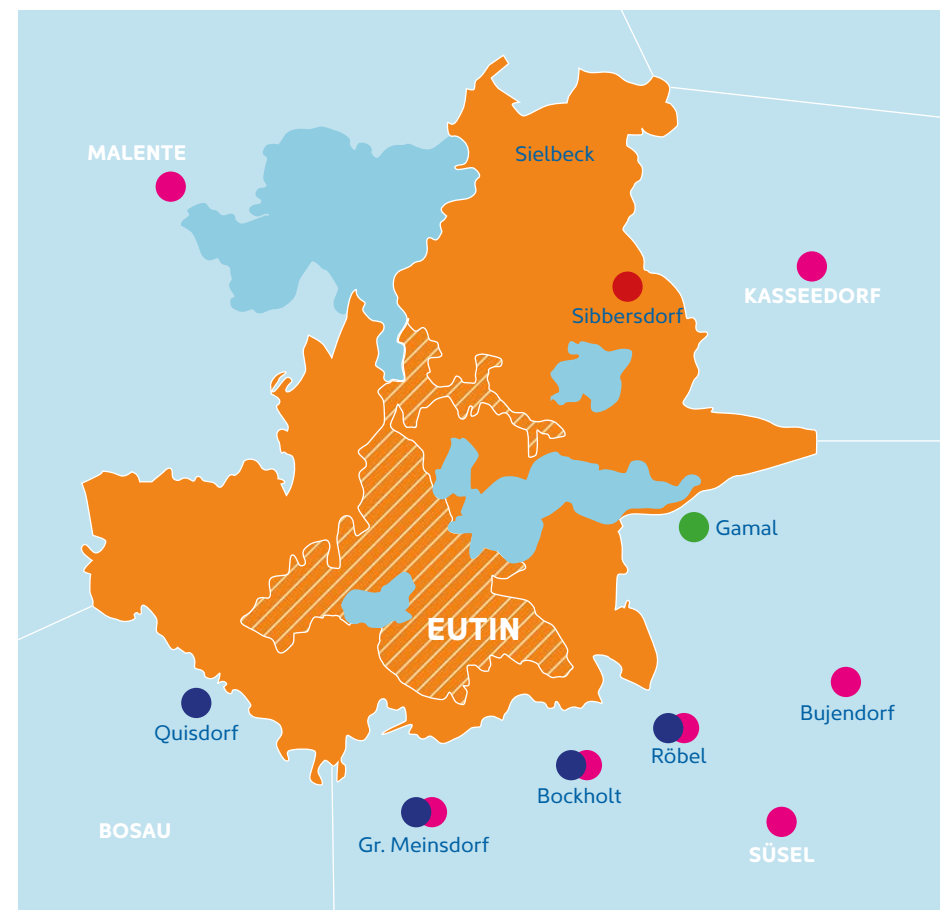 MALENTE
Sielbeck
KASSEEDORF
Sibbersdorf
Gamal
EUTIN
Bujendorf
Quisdorf
Röbel
Bockholt
BOSAU
Gr. Meinsdorf
SÜSEL